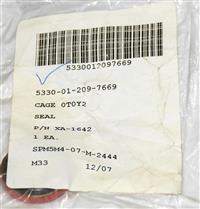 5330012097669
5330-01-209-7669
CAGE 0T0Y2
SEAL
P/N XA-1642
1 EA.
SPM5M4-07-M-2444
M33 12/07